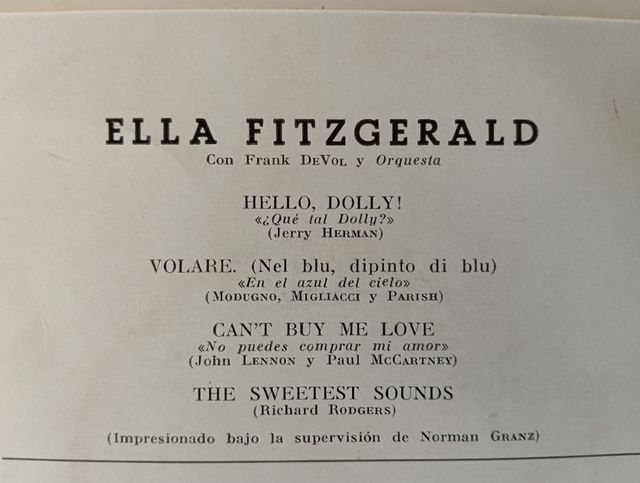 ELLA FITZGERALD
Con Frank DeVol y Orquesta
HELLO, DOLLY!
«¿Qué tal Dolly?»
(Jerry HERMAN)
VOLARE. (Nel blu, dipinto di blu)
«En el azul del cielo»
(MODUGNO, MIGLIACCI y PARISH)
CAN'T BUY ME LOVE
«No puedes comprar mi amor»
(John LENNON y Paul McCARTNEY)
THE SWEETEST SOUNDS
(Richard RODGERS)
(Impresionado bajo la supervisión de Norman GRANZ)